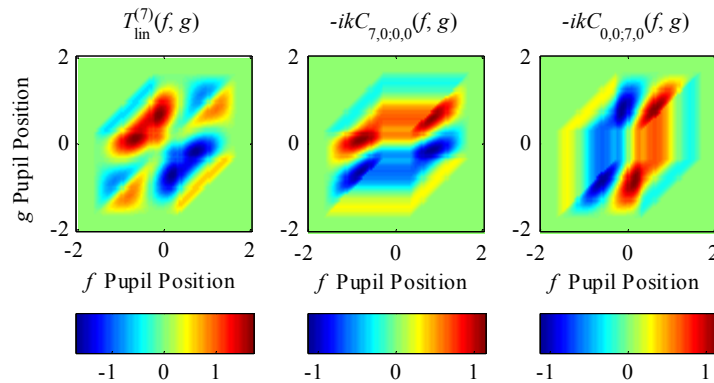 T_lin^(7)(f, g) -ikC_7,0;0,0(f, g) -ikC_0,0;7,0(f, g)
2 2 2
0 0 0
-2 -2 -2
g Pupil Position
-2 0 2 -2 0 2 -2 0 2
f Pupil Position f Pupil Position f Pupil Position
-1 0 1 -1 0 1 -1 0 1